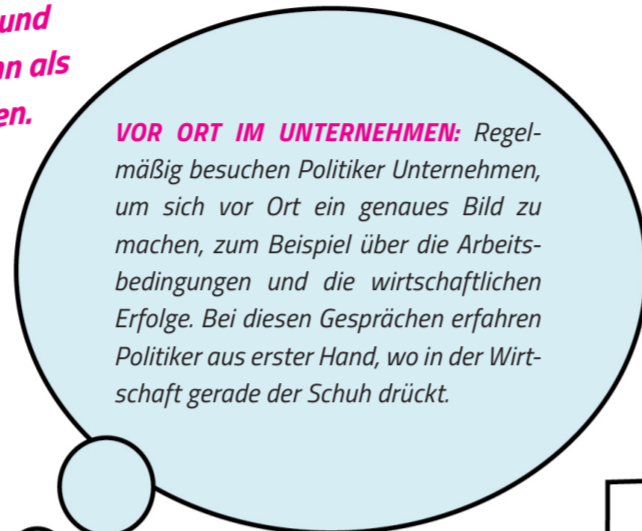 und
als
en.
VOR ORT IM UNTERNEHMEN: Regel-
mäßig besuchen Politiker Unternehmen,
um sich vor Ort ein genaues Bild zu
machen, zum Beispiel über die Arbeits-
bedingungen und die wirtschaftlichen
Erfolge. Bei diesen Gesprächen erfahren
Politiker aus erster Hand, wo in der Wirt-
schaft gerade der Schuh drückt.